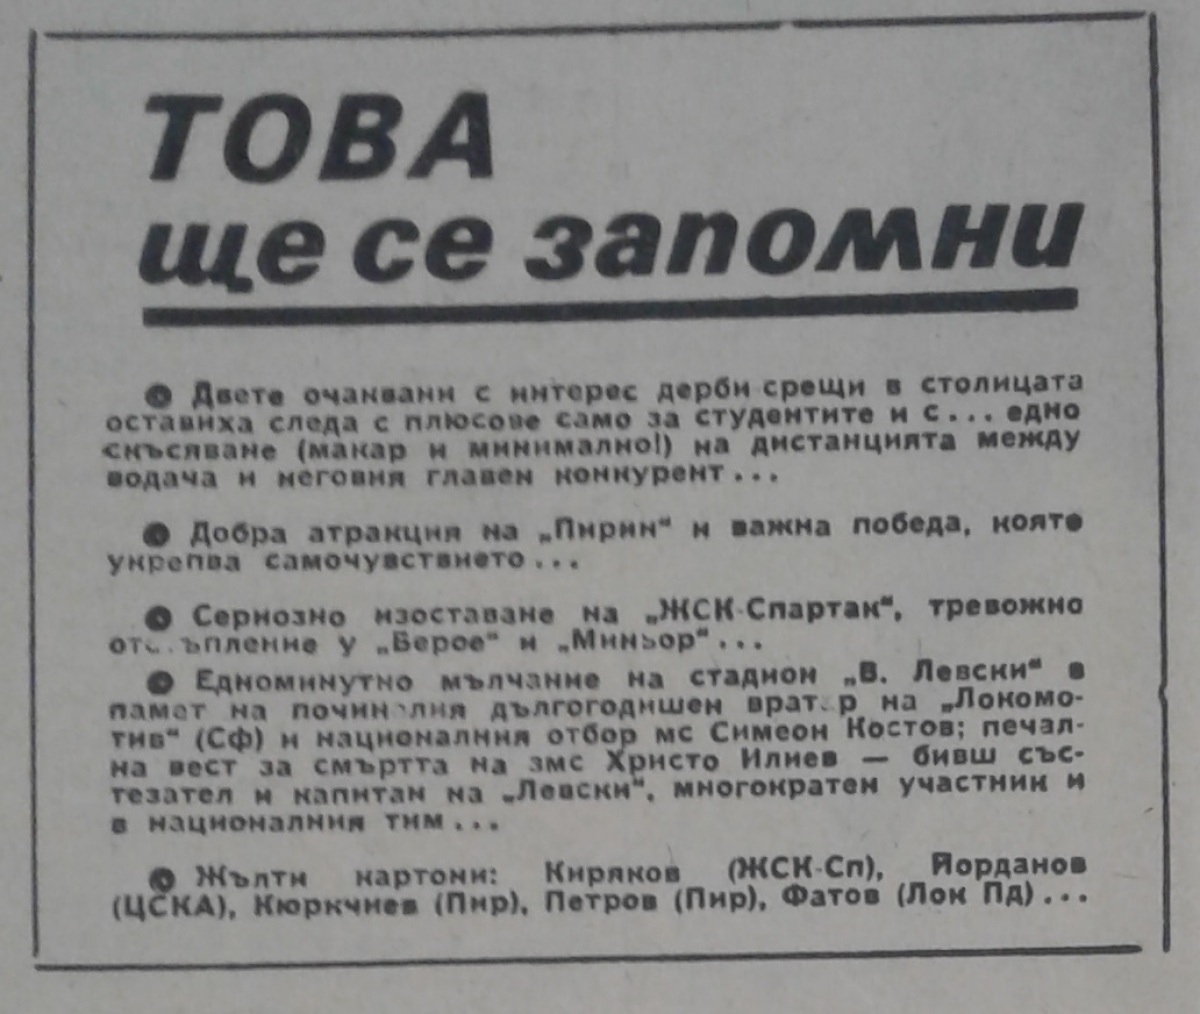 ТОВА
ще се запомни
Двете очаквани с интерес дерби срещи в столицата
оставиха следа с плюсове само за студентите и с... едно
скъсяване (макар и минимално!) на дистанцията между
водача и неговия главен конкурент...
Добра атракция на „Пирин“ и важна победа, която
укрепва самочувствието...
Сериозно изоставане на „ЖСК-Спартак“, тревожно
отстъпление у „Берое“ и „Миньор“...
Едноминутно мълчание на стадион „В. Левски“ в
памет на починалия дългогодишен вратар на „Локомо-
тив“ (Сф) и националния отбор мс Симеон Костов; печал-
на вест за смъртта на змс Христо Илиев — бивш със-
тезател и капитан на „Левски“, многократен участник и
в националния тим...
Жълти картони: Киряков (ЖСК-Сп), Йорданов
(ЦСКА), Кюркчиев (Пир), Петров (Пир), Фатов (Лок Пд)...